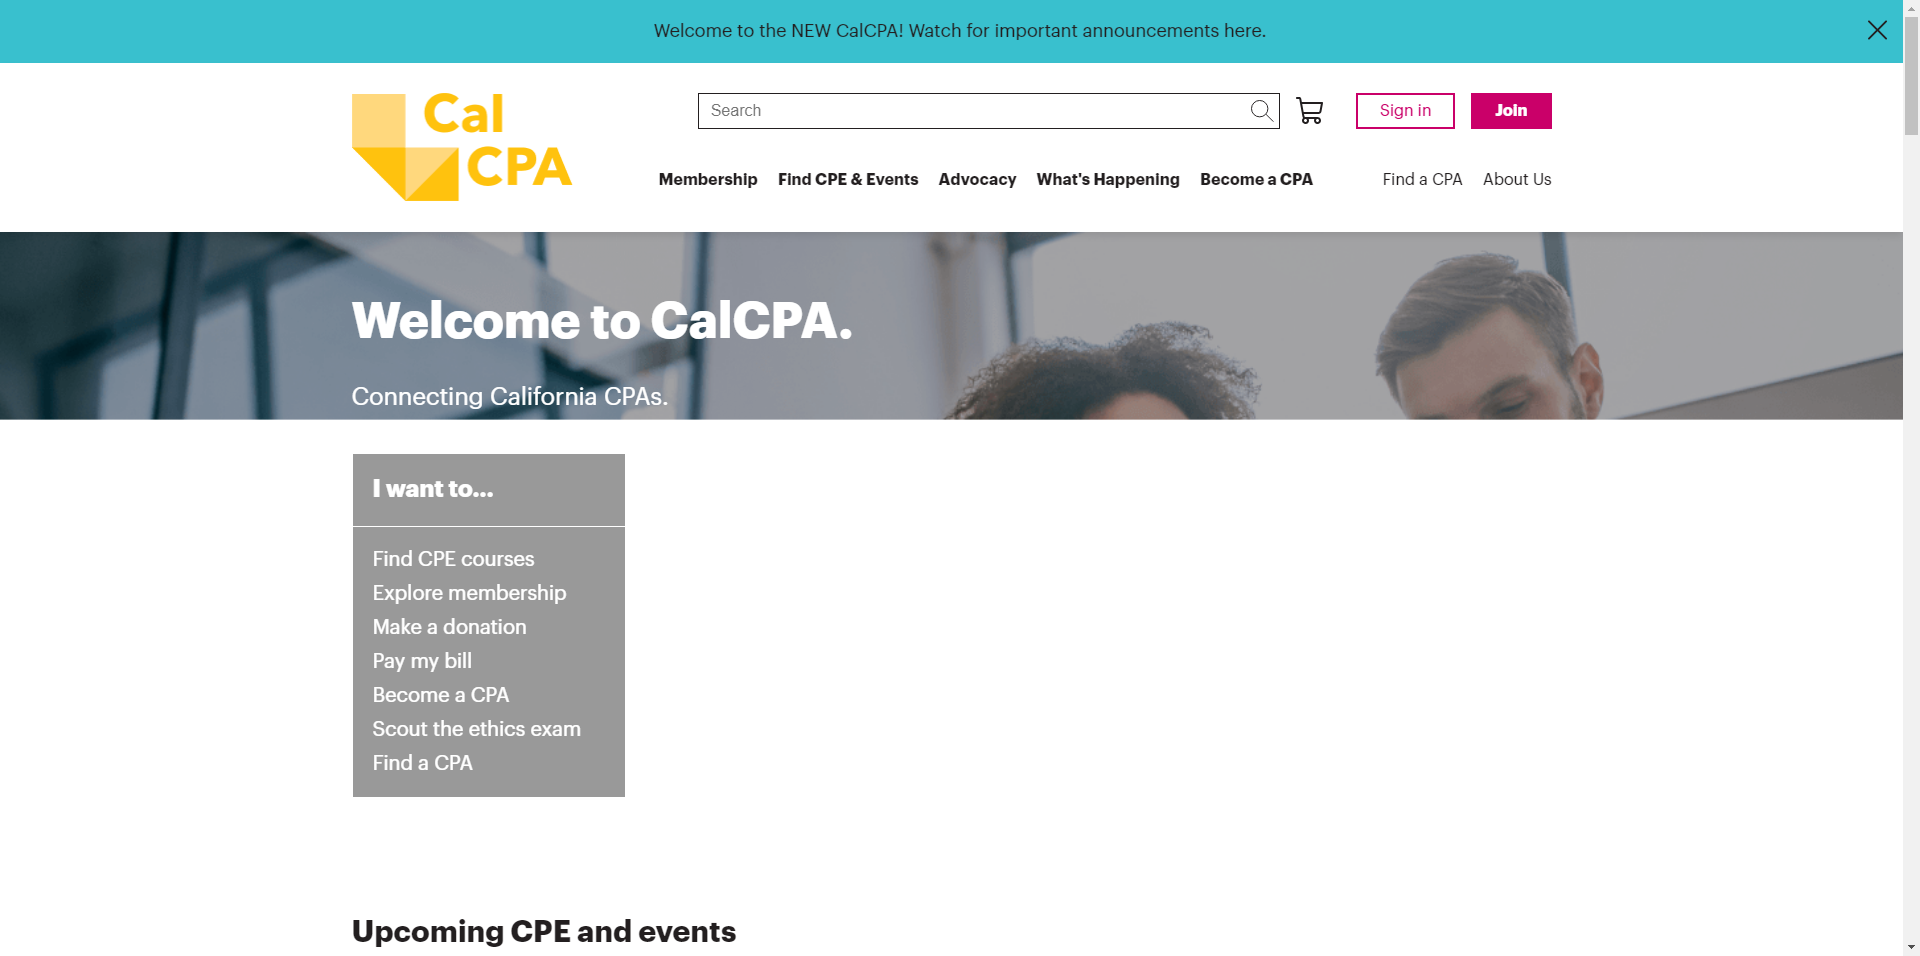 Welcome to the NEW CalCPA! Watch for important announcements here.
Cal
CPA
Search
Sign in
Join
Membership
Find CPE & Events
Advocacy
What's Happening
Become a CPA
Find a CPA
About Us
Welcome to CalCPA.
Connecting California CPAs.
I want to...
Find CPE courses
Explore membership
Make a donation
Pay my bill
Become a CPA
Scout the ethics exam
Find a CPA
Upcoming CPE and events